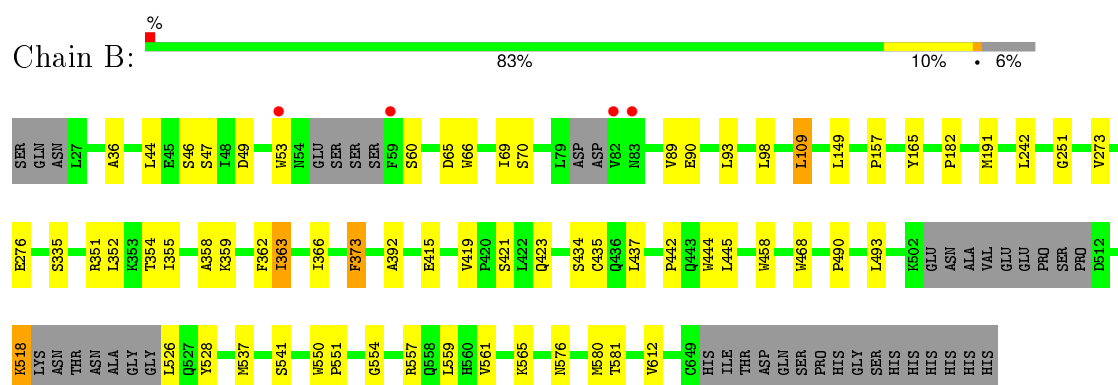 %
Chain B:
83% 10% • 6%
SER GLN ASN L27 A36 L44 E45 S46 S47 I48 D49 W53 N54 GLU SER SER SER F59 S60 D65 W66 I69 S70 L79 ASP ASP V82 N83 V89 E90 L93 L98 L109 L149 P157 Y165 P182 M191 L242 G251 V273
E276 S335 R351 L352 K353 T354 I355 A358 K359 F362 I363 I366 F373 A392 E415 V419 P420 S421 L422 Q423 S434 C435 Q436 L437 P442 Q443 W444 L445 W458 W468 P490 L493 K502 GLU ASN ALA VAL GLU GLU PRO SER PRO D512
K518 LYS ASN THR ASN ALA GLY GLY L526 Q527 Y528 M537 S541 W550 P551 G554 R557 Q558 L559 H560 V561 K565 N576 M580 T581 V612 C649 HIS ILE THR ASP GLN SER PRO HIS GLY SER HIS HIS HIS HIS HIS HIS